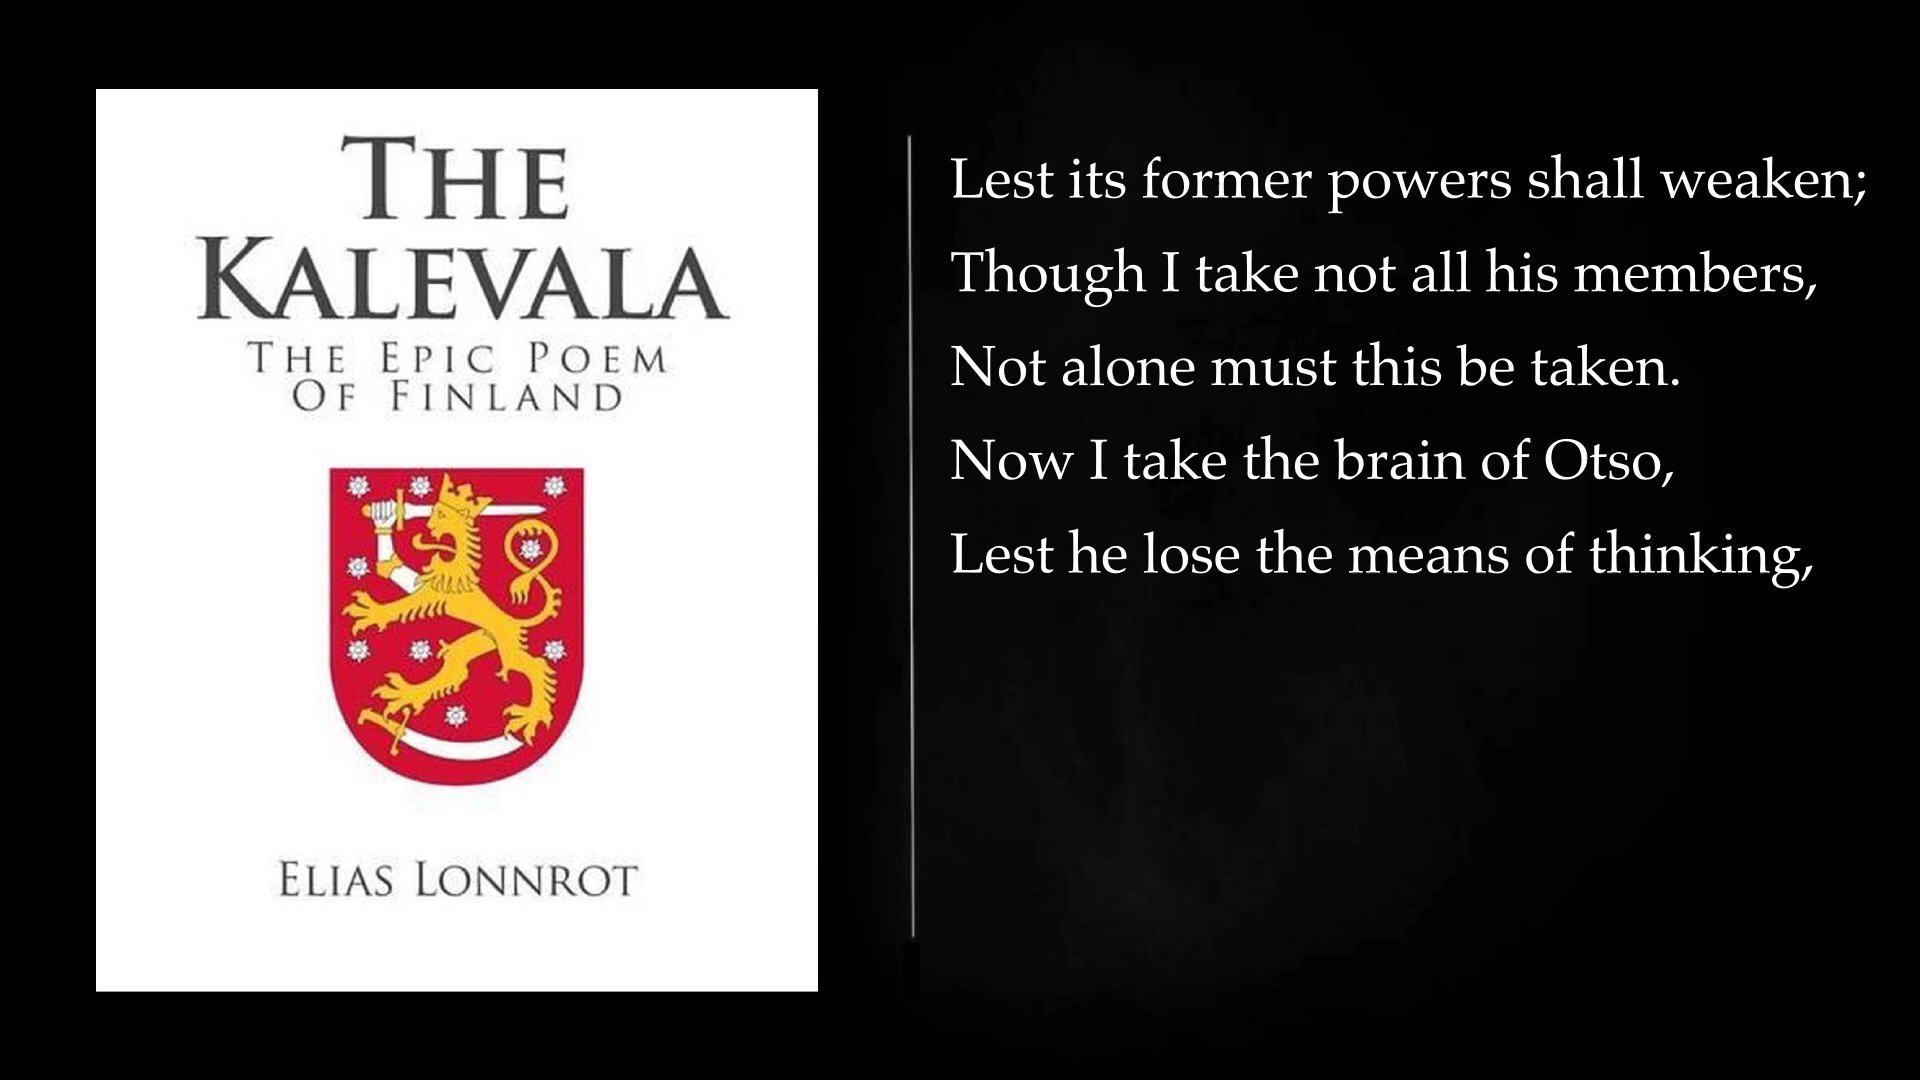 THE
KALEVALA
THE EPIC POEM
OF FINLAND
ELIAS LONNROT
Lest its former powers shall weaken;
Though I take not all his members,
Not alone must this be taken.
Now I take the brain of Otso,
Lest he lose the means of thinking,